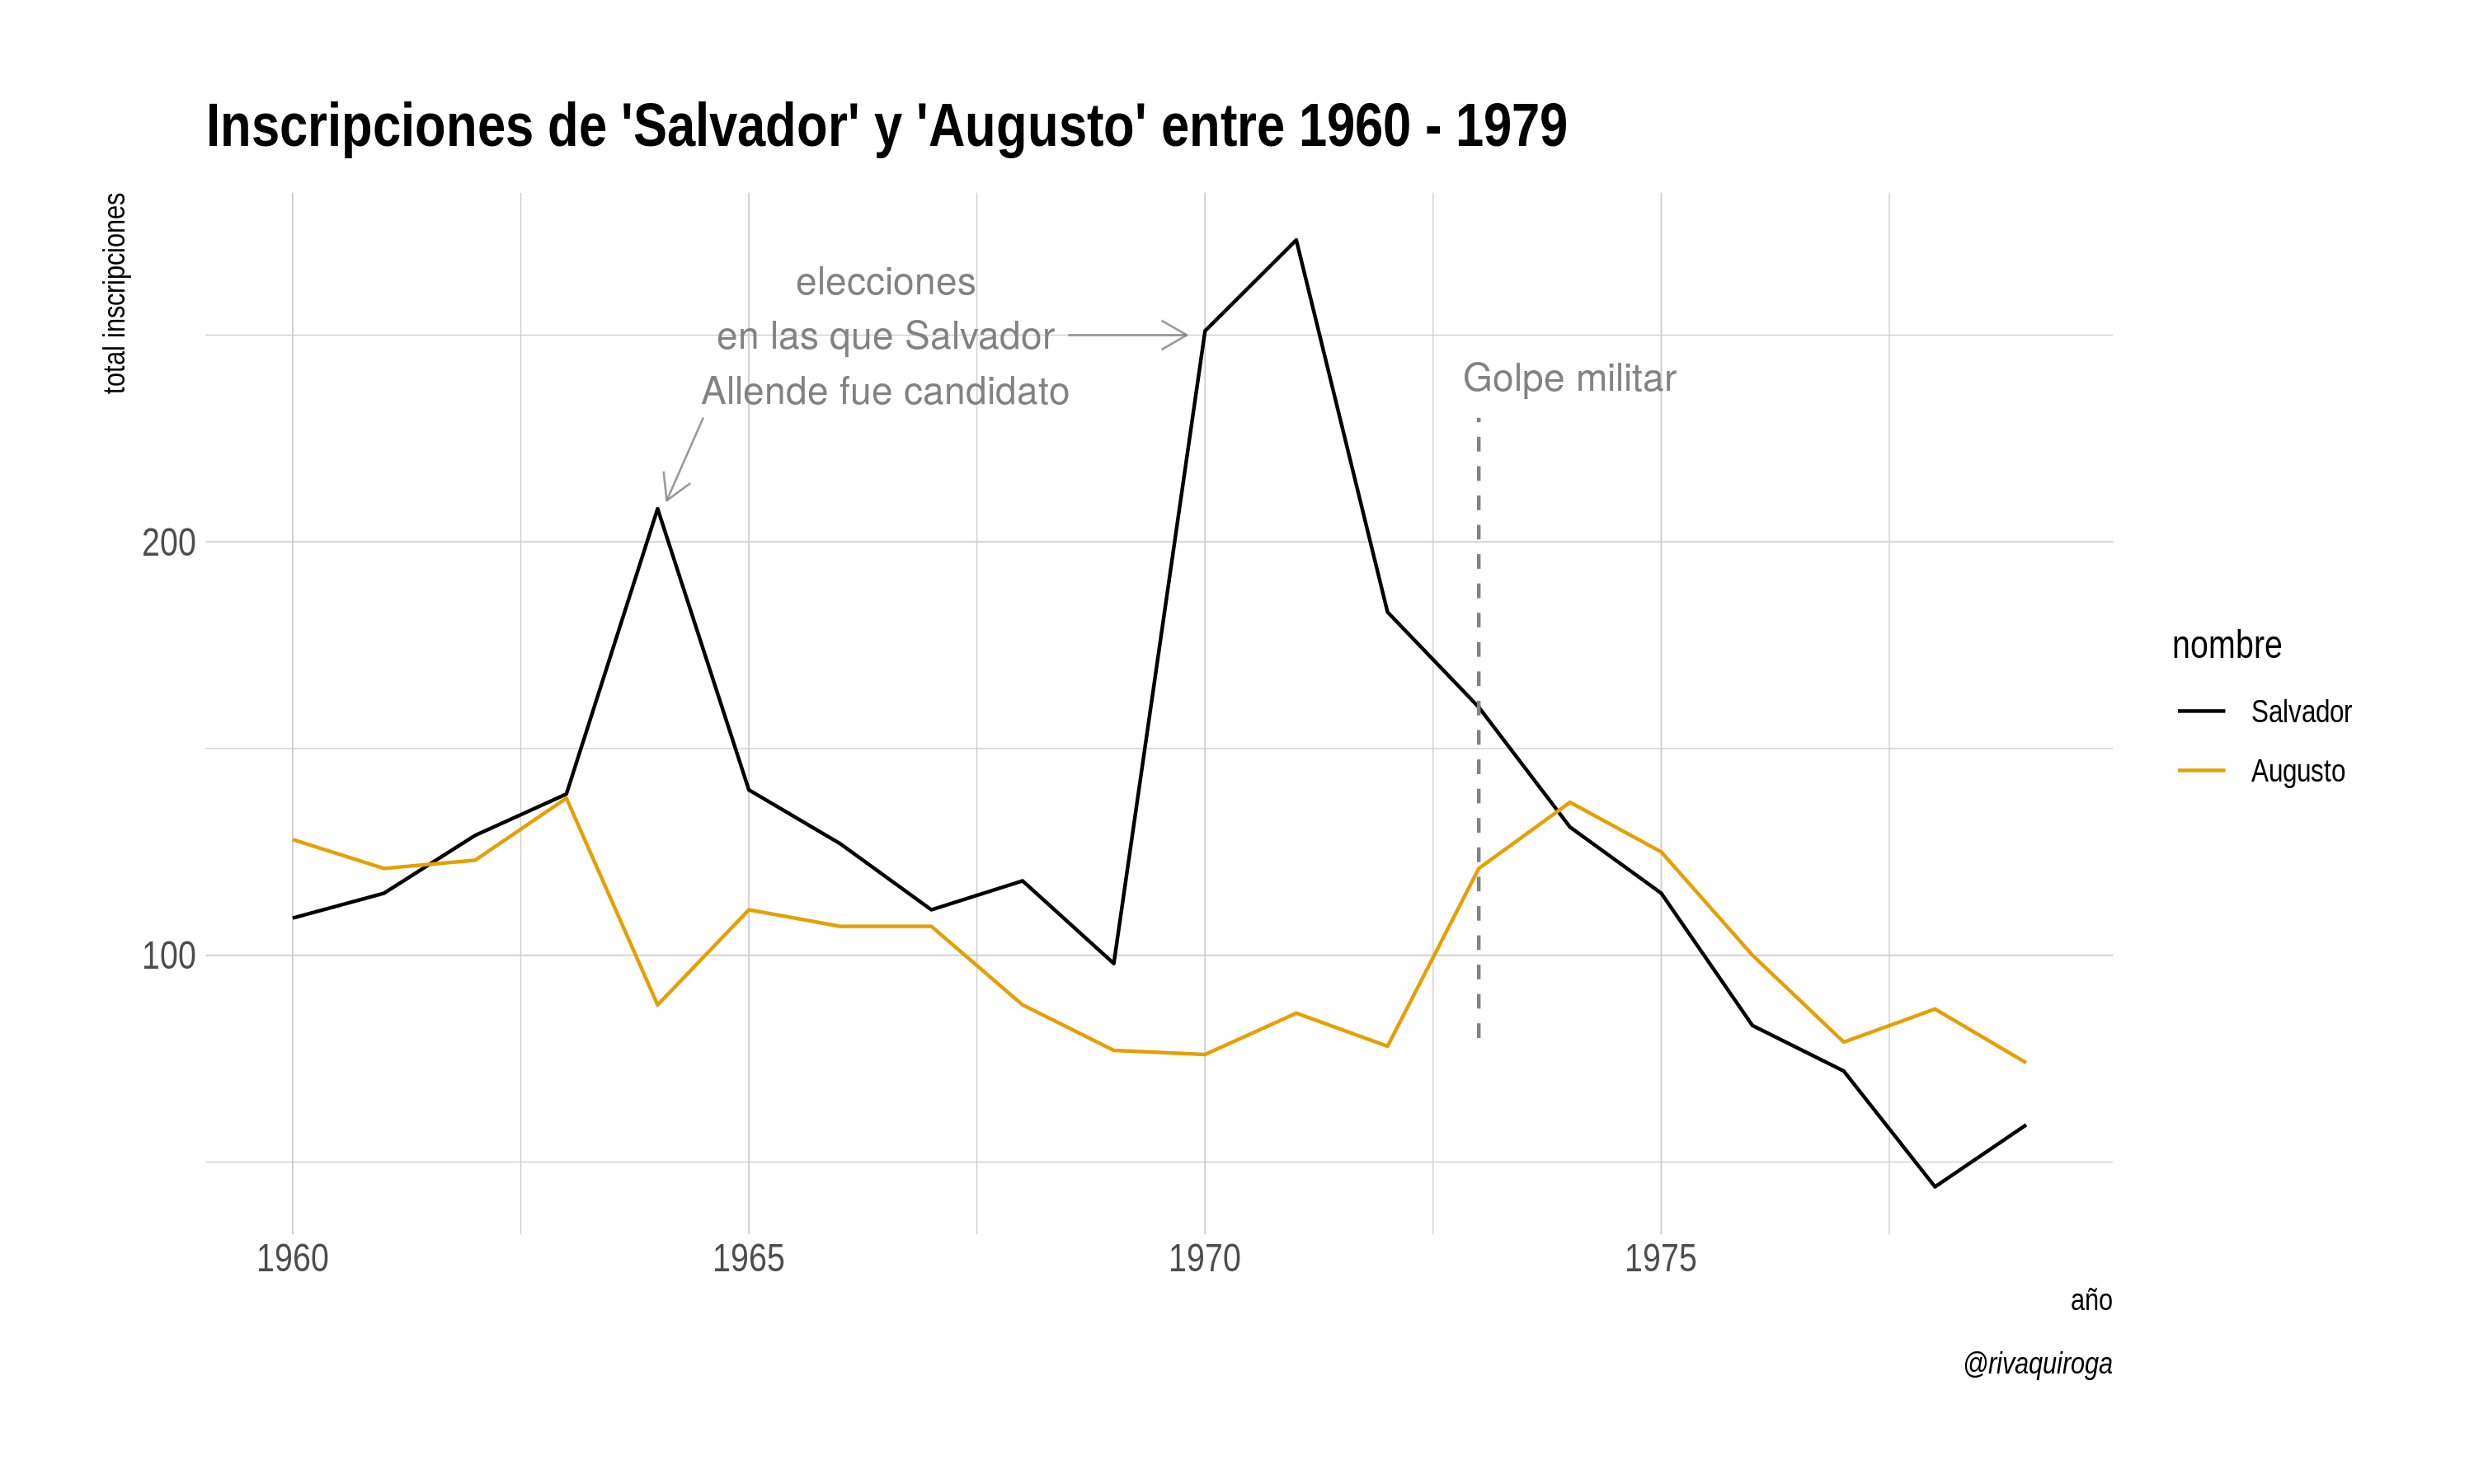 Inscripciones de 'Salvador' y 'Augusto' entre 1960 - 1979
total inscripciones
elecciones
en las que Salvador
Allende fue candidato
Golpe militar
200
100
1960
1965
1970
1975
año
nombre
Salvador
Augusto
@rivaquiroga